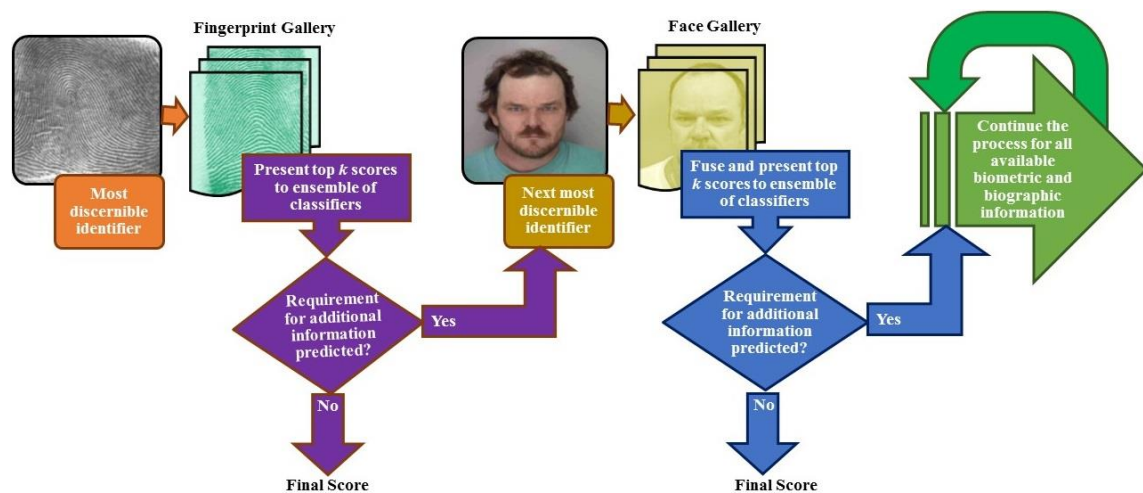 Fingerprint Gallery
Most
discernible
identifier
Present top k scores
to ensemble of
classifiers
Requirement
for additional
information
predicted?
Yes
No
Final Score
Face Gallery
Next most
discernible
identifier
Fuse and present top
k scores to ensemble
of classifiers
Requirement
for additional
information
predicted?
Yes
No
Final Score
Continue the
process for all
available
biometric and
biographic
information